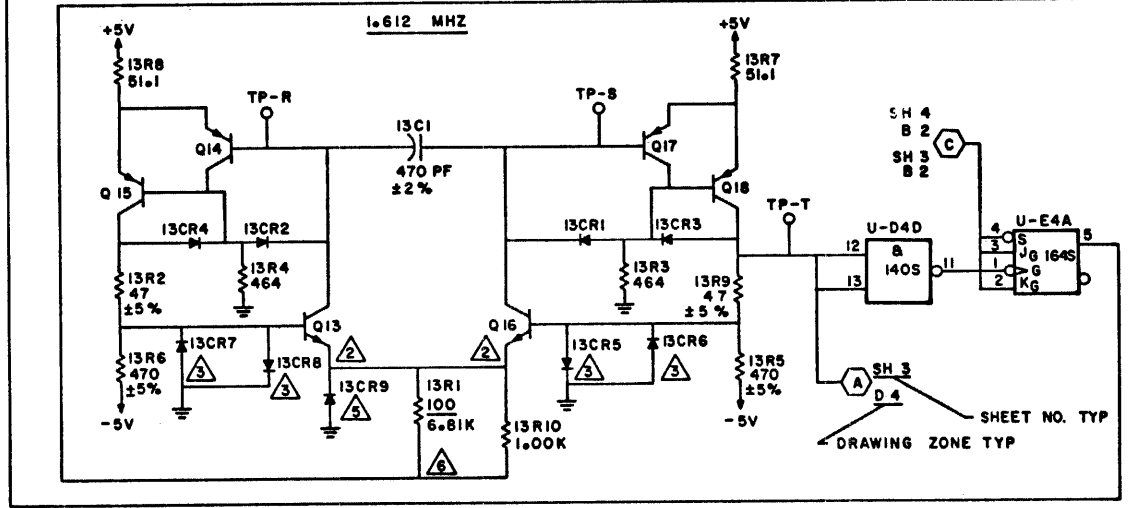 1.612 MHZ
+5V
13R8
51.1
TP-R
Q14
Q15
13C1
470 PF
±2%
TP-S
+5V
13R7
51.1
Q17
Q18
SH 4
B 2
C
SH 3
B 2
13CR4
13CR2
13R4
464
13R2
47
±5%
13CR1
13CR3
13R3
464
TP-T
13R9
47
±5%
U-D4D
12
&
140S
11
13
U-E4A
4
S
5
3
JG
164S
1
G
2
KG
13R6
470
±5%
-5V
13CR7
3
13CR8
3
Q13
2
13CR9
5
13R1
100
6.81K
6
Q16
2
13R10
1.00K
13CR5
3
13CR6
3
13R5
470
±5%
-5V
A
SH 3
D 4
SHEET NO. TYP
DRAWING ZONE TYP